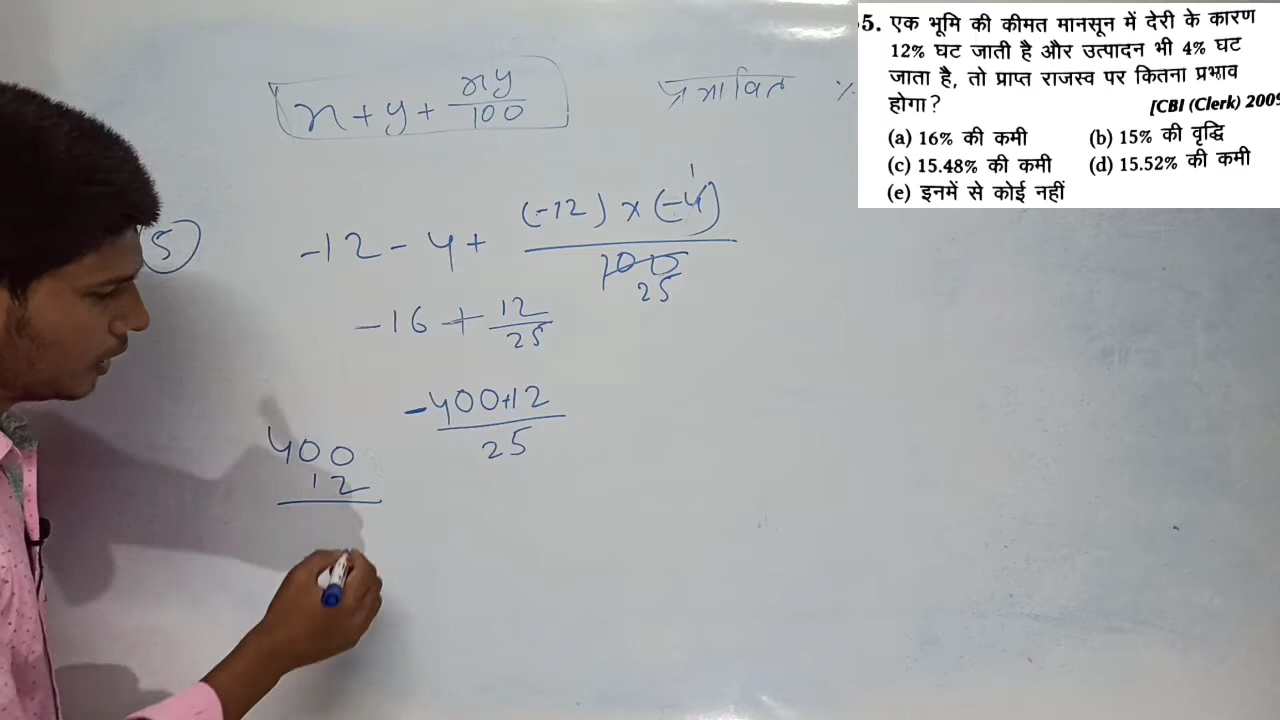 5. एक भूमि की कीमत मानसून में देरी के कारण
12% घट जाती है और उत्पादन भी 4% घट
जाता है, तो प्राप्त राजस्व पर कितना प्रभाव
होगा?
[CBI (Clerk) 2009
(a) 16% की कमी (b) 15% की वृद्धि
(c) 15.48% की कमी (d) 15.52% की कमी
(e) इनमें से कोई नहीं
x + y + xy/100
प्रभावित %
5
-12 - 4 + (-12) x (-4)/100
1
25
-16 + 12/25
-400+12/25
400
12